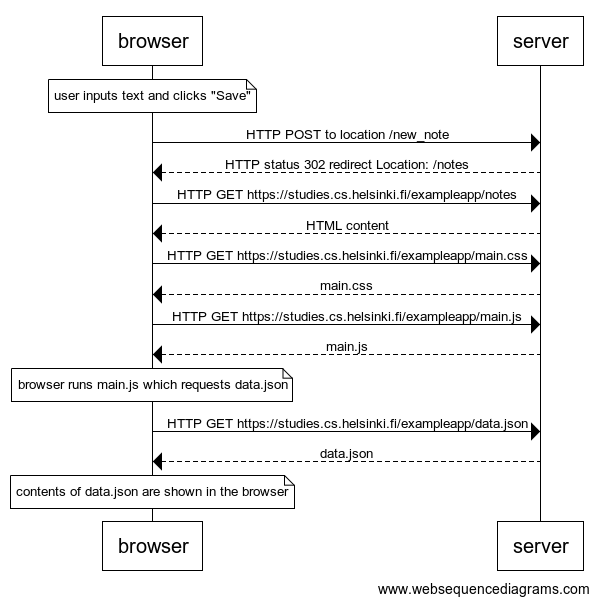 browser
server
user inputs text and clicks "Save"
HTTP POST to location /new_note
HTTP status 302 redirect Location: /notes
HTTP GET https://studies.cs.helsinki.fi/exampleapp/notes
HTML content
HTTP GET https://studies.cs.helsinki.fi/exampleapp/main.css
main.css
HTTP GET https://studies.cs.helsinki.fi/exampleapp/main.js
main.js
browser runs main.js which requests data.json
HTTP GET https://studies.cs.helsinki.fi/exampleapp/data.json
data.json
contents of data.json are shown in the browser
browser
server
www.websequencediagrams.com